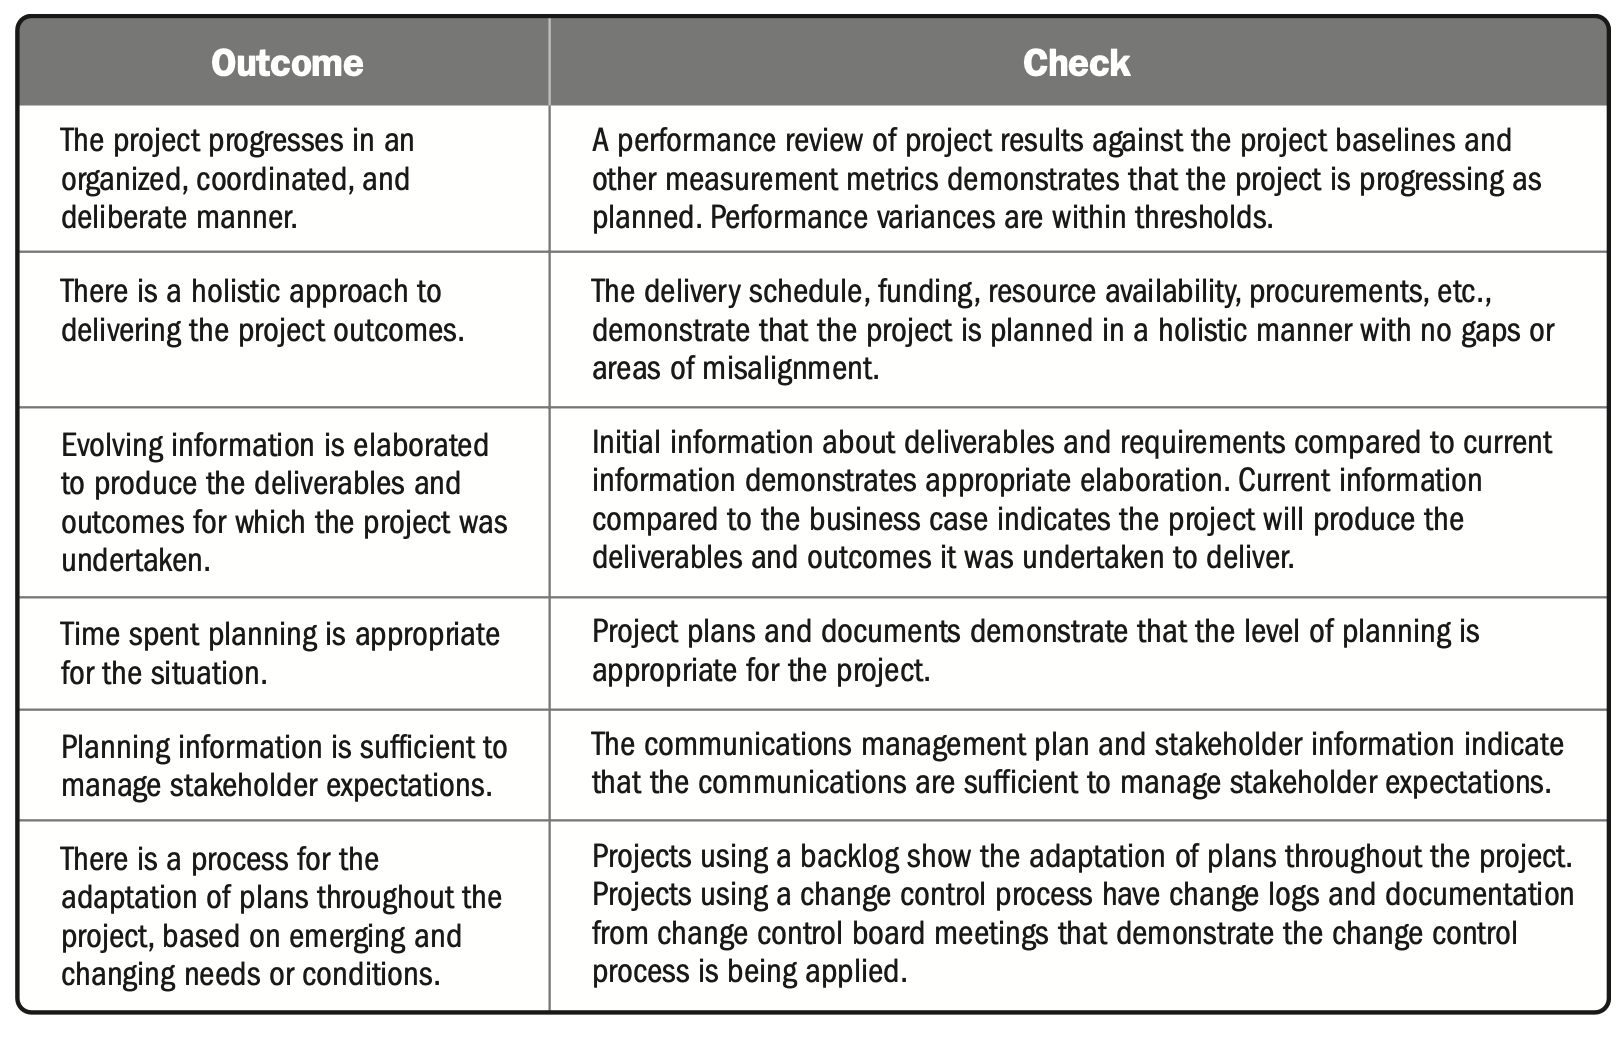 Outcome
Check
The project progresses in an
organized, coordinated, and
deliberate manner.
A performance review of project results against the project baselines and
other measurement metrics demonstrates that the project is progressing as
planned. Performance variances are within thresholds.
There is a holistic approach to
delivering the project outcomes.
The delivery schedule, funding, resource availability, procurements, etc.,
demonstrate that the project is planned in a holistic manner with no gaps or
areas of misalignment.
Evolving information is elaborated
to produce the deliverables and
outcomes for which the project was
undertaken.
Initial information about deliverables and requirements compared to current
information demonstrates appropriate elaboration. Current information
compared to the business case indicates the project will produce the
deliverables and outcomes it was undertaken to deliver.
Time spent planning is appropriate
for the situation.
Project plans and documents demonstrate that the level of planning is
appropriate for the project.
Planning information is sufficient to
manage stakeholder expectations.
The communications management plan and stakeholder information indicate
that the communications are sufficient to manage stakeholder expectations.
There is a process for the
adaptation of plans throughout the
project, based on emerging and
changing needs or conditions.
Projects using a backlog show the adaptation of plans throughout the project.
Projects using a change control process have change logs and documentation
from change control board meetings that demonstrate the change control
process is being applied.